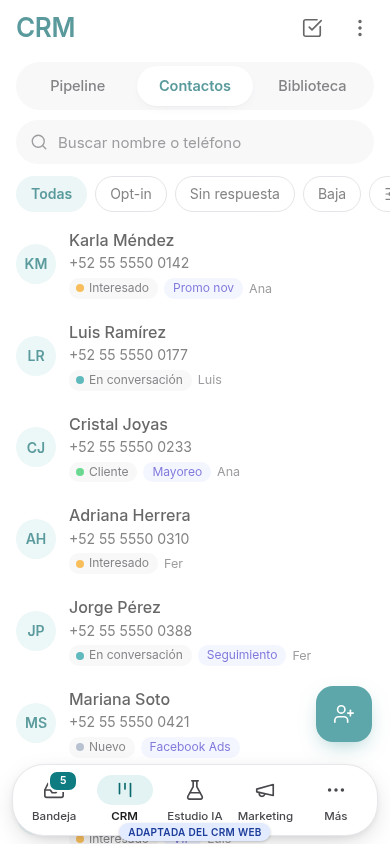 CRM
Pipeline Contactos Biblioteca
Buscar nombre o teléfono
Todas Opt-in Sin respuesta Baja
Karla Méndez
KM
+52 55 5550 0142
Interesado Promo nov Ana
Luis Ramírez
LR
+52 55 5550 0177
En conversación Luis
Cristal Joyas
CJ
+52 55 5550 0233
Cliente Mayoreo Ana
Adriana Herrera
AH
+52 55 5550 0310
Interesado Fer
Jorge Pérez
JP
+52 55 5550 0388
En conversación Seguimiento Fer
Mariana Soto
MS
+52 55 5550 0421
Nuevo Facebook Ads
5
Bandeja CRM Estudio IA Marketing Más
ADAPTADA DEL CRM WEB